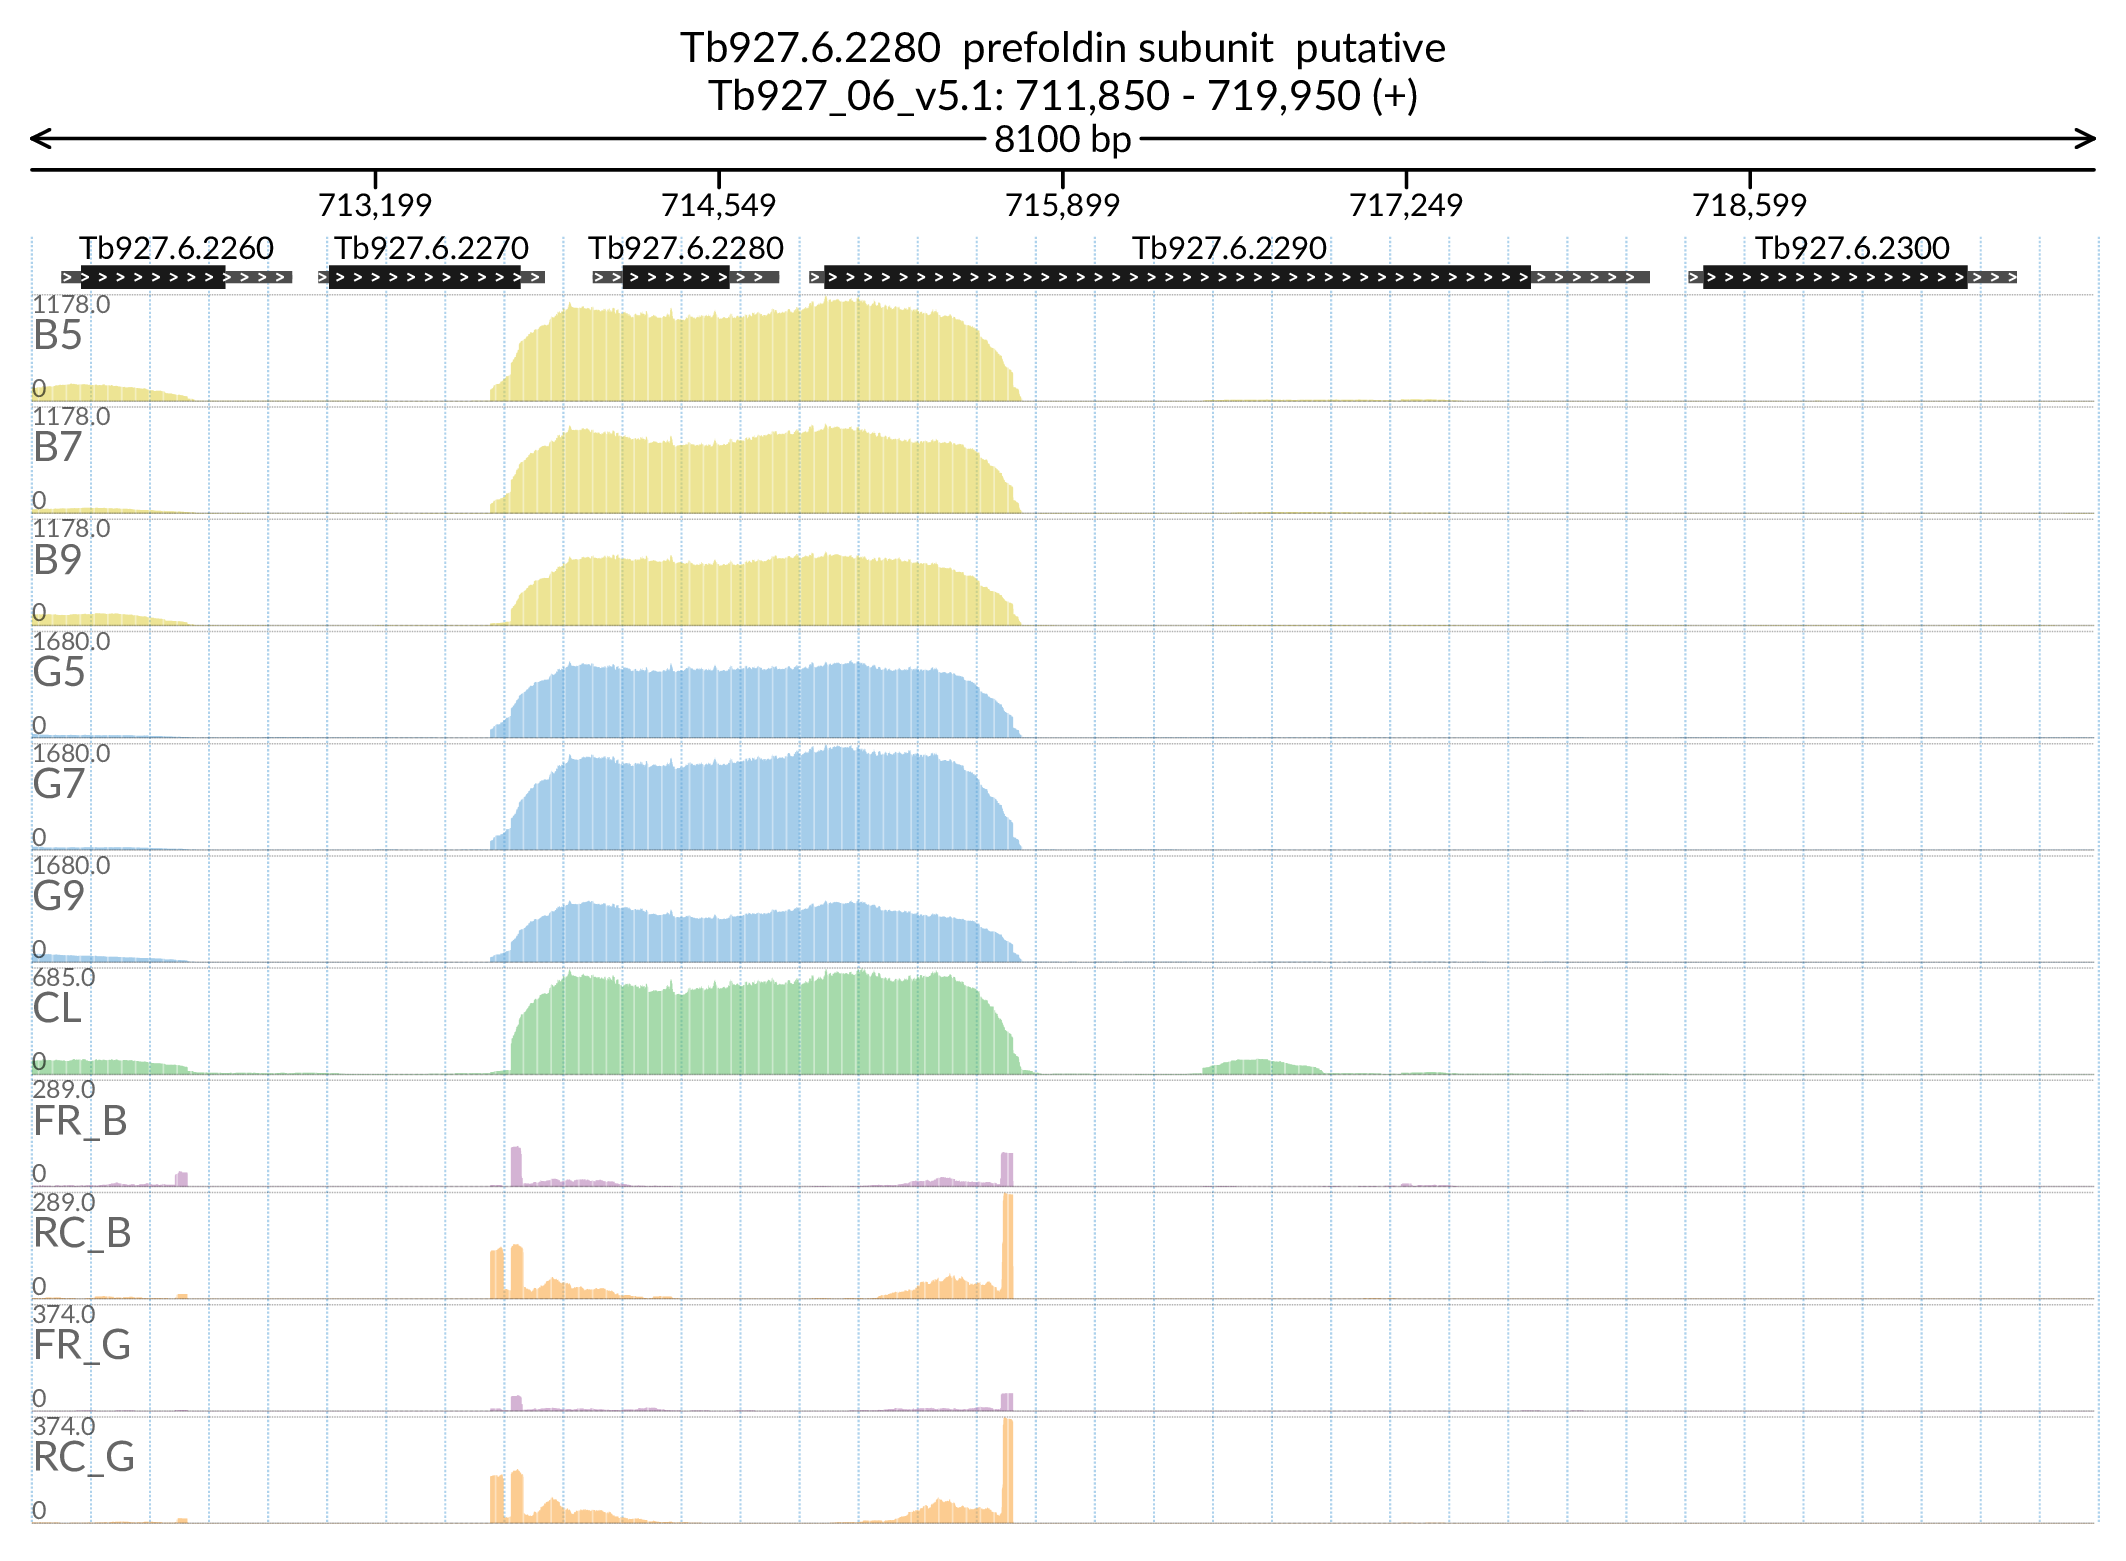 Tb927.6.2280  prefoldin subunit  putative
Tb927_06_v5.1: 711,850 - 719,950 (+)
8100 bp
713,199 714,549 715,899 717,249 718,599
Tb927.6.2260 Tb927.6.2270 Tb927.6.2280 Tb927.6.2290 Tb927.6.2300
1178.0
B5
0
1178.0
B7
0
1178.0
B9
0
1680.0
G5
0
1680.0
G7
0
1680.0
G9
0
685.0
CL
0
289.0
FR_B
0
289.0
RC_B
0
374.0
FR_G
0
374.0
RC_G
0